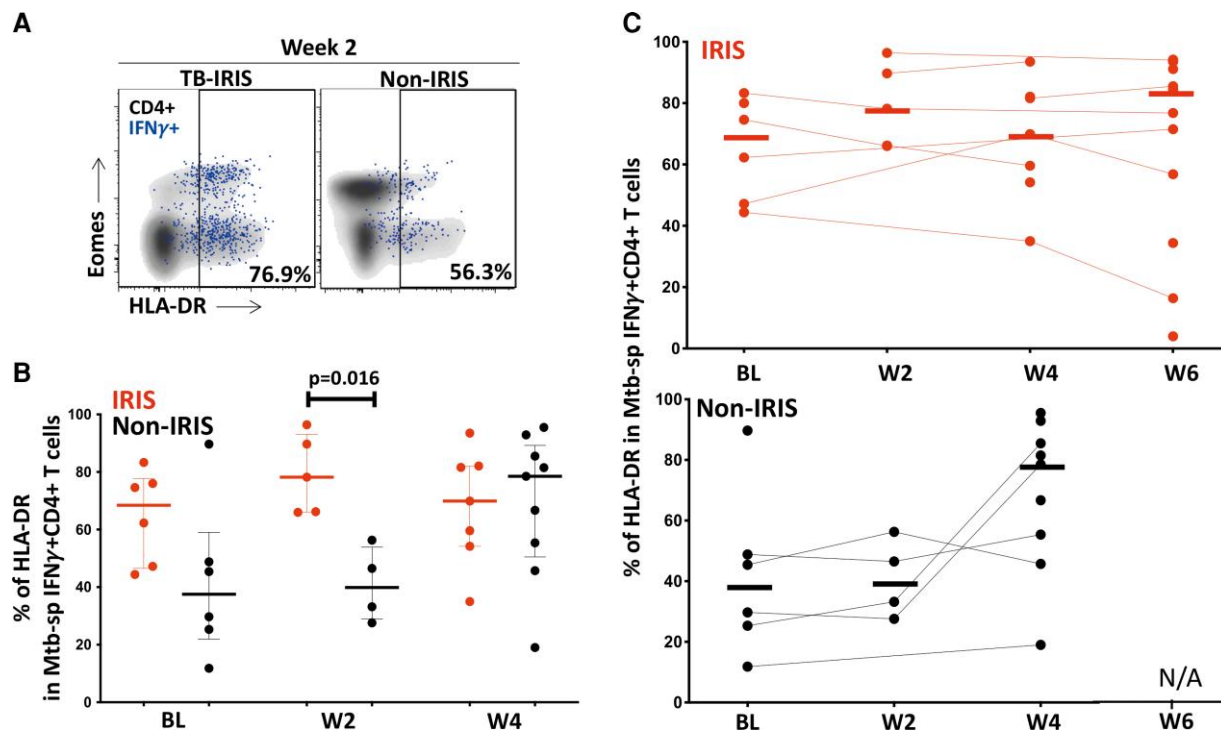 A
Week 2
TB-IRIS
Non-IRIS
CD4+
IFNγ+
76.9%
56.3%
Eomes
HLA-DR
B
p=0.016
IRIS
Non-IRIS
100
80
60
40
20
0
% of HLA-DR
in Mtb-sp IFNγ+CD4+ T cells
BL
W2
W4
C
IRIS
100
80
60
40
20
0
BL
W2
W4
W6
% of HLA-DR in Mtb-sp IFNγ+CD4+ T cells
Non-IRIS
100
80
60
40
20
0
N/A
BL
W2
W4
W6